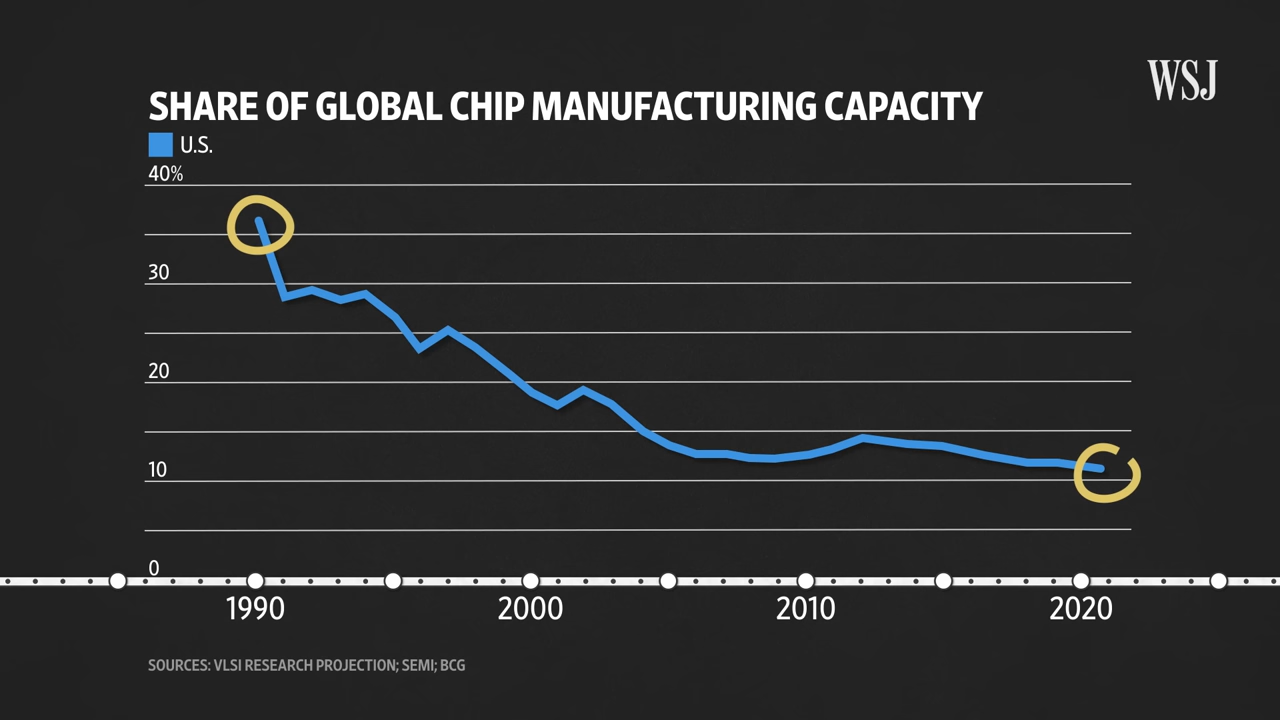 WSJ
SHARE OF GLOBAL CHIP MANUFACTURING CAPACITY
U.S.
40%
30
20
10
0
1990 2000 2010 2020
SOURCES: VLSI RESEARCH PROJECTION; SEMI; BCG